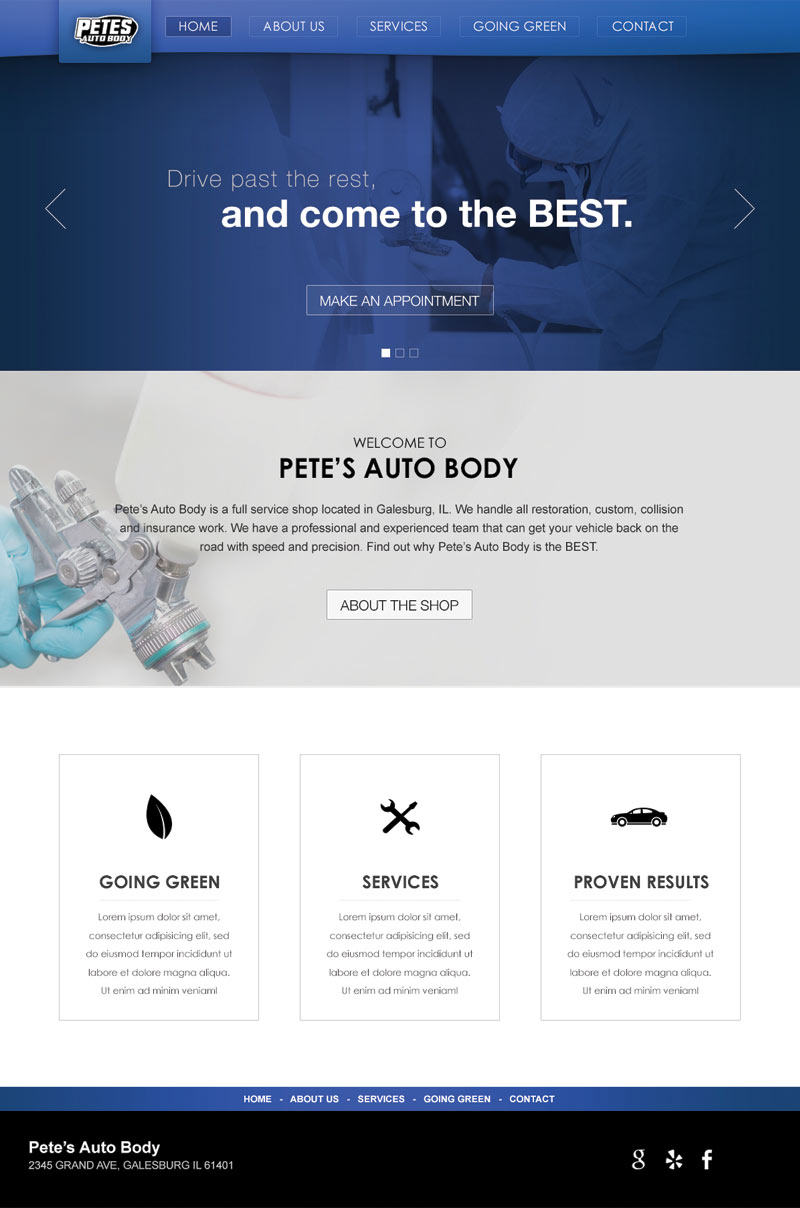 PETES
AUTO BODY
HOME
ABOUT US
SERVICES
GOING GREEN
CONTACT
Drive past the rest,
and come to the BEST.
MAKE AN APPOINTMENT
WELCOME TO
PETE'S AUTO BODY
Pete's Auto Body is a full service shop located in Galesburg, IL. We handle all restoration, custom, collision
and insurance work. We have a professional and experienced team that can get your vehicle back on the
road with speed and precision. Find out why Pete's Auto Body is the BEST.
ABOUT THE SHOP
GOING GREEN
Lorem ipsum dolor sit amet,
consectetur adipisicing elit, sed
do eiusmod tempor incididunt ut
labore et dolore magna aliqua.
Ut enim ad minim veniam!
SERVICES
Lorem ipsum dolor sit amet,
consectetur adipisicing elit, sed
do eiusmod tempor incididunt ut
labore et dolore magna aliqua.
Ut enim ad minim veniam!
PROVEN RESULTS
Lorem ipsum dolor sit amet,
consectetur adipisicing elit, sed
do eiusmod tempor incididunt ut
labore et dolore magna aliqua.
Ut enim ad minim veniam!
HOME - ABOUT US - SERVICES - GOING GREEN - CONTACT
Pete's Auto Body
2345 GRAND AVE, GALESBURG IL 61401